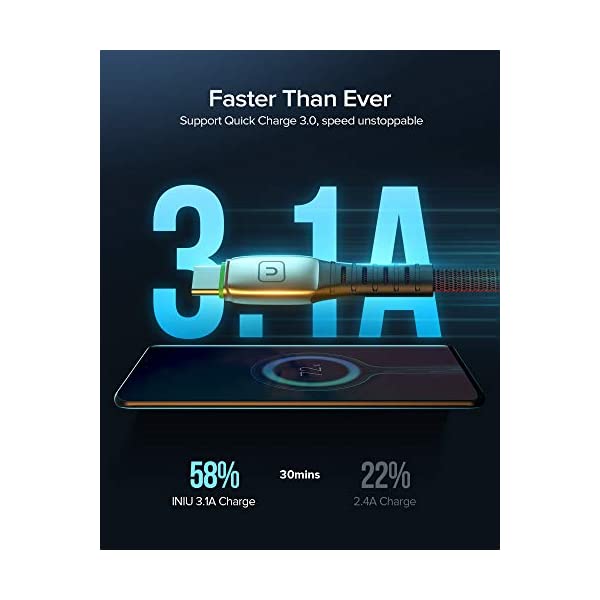 Faster Than Ever
Support Quick Charge 3.0, speed unstoppable
3.1A
72%
58%
30mins
22%
INIU 3.1A Charge
2.4A Charge